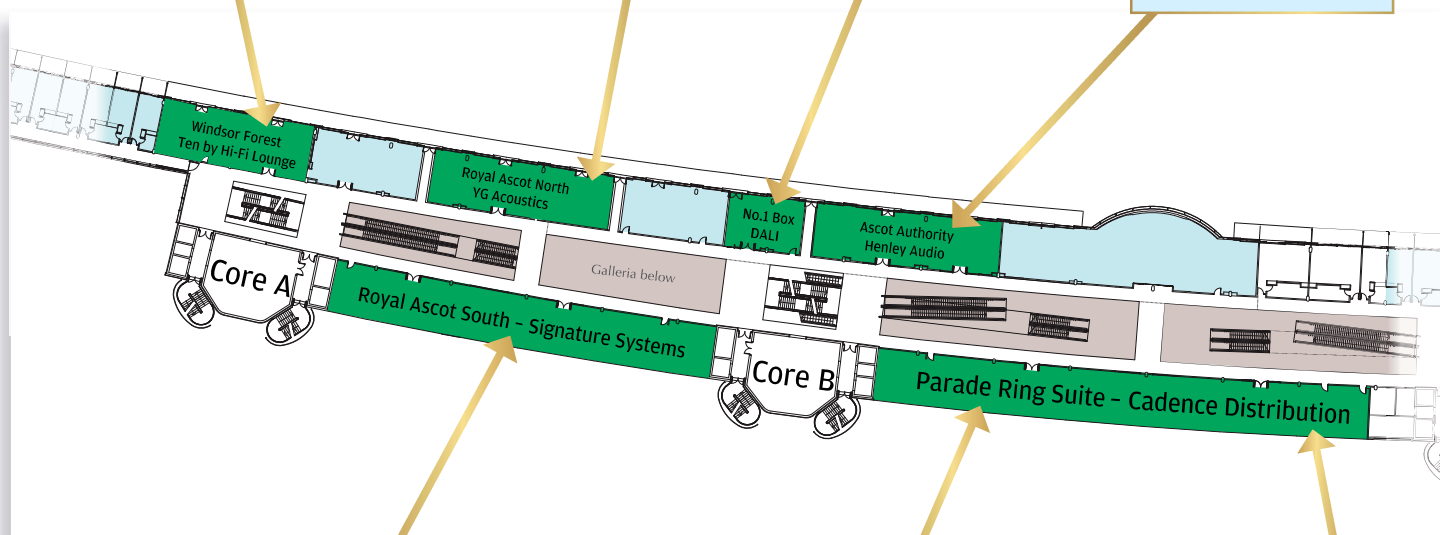 Windsor Forest
Ten by Hi-Fi Lounge
Royal Ascot North
YG Acoustics
No.1 Box
DALI
Ascot Authority
Henley Audio
Galleria below
Core A
Royal Ascot South – Signature Systems
Core B
Parade Ring Suite – Cadence Distribution